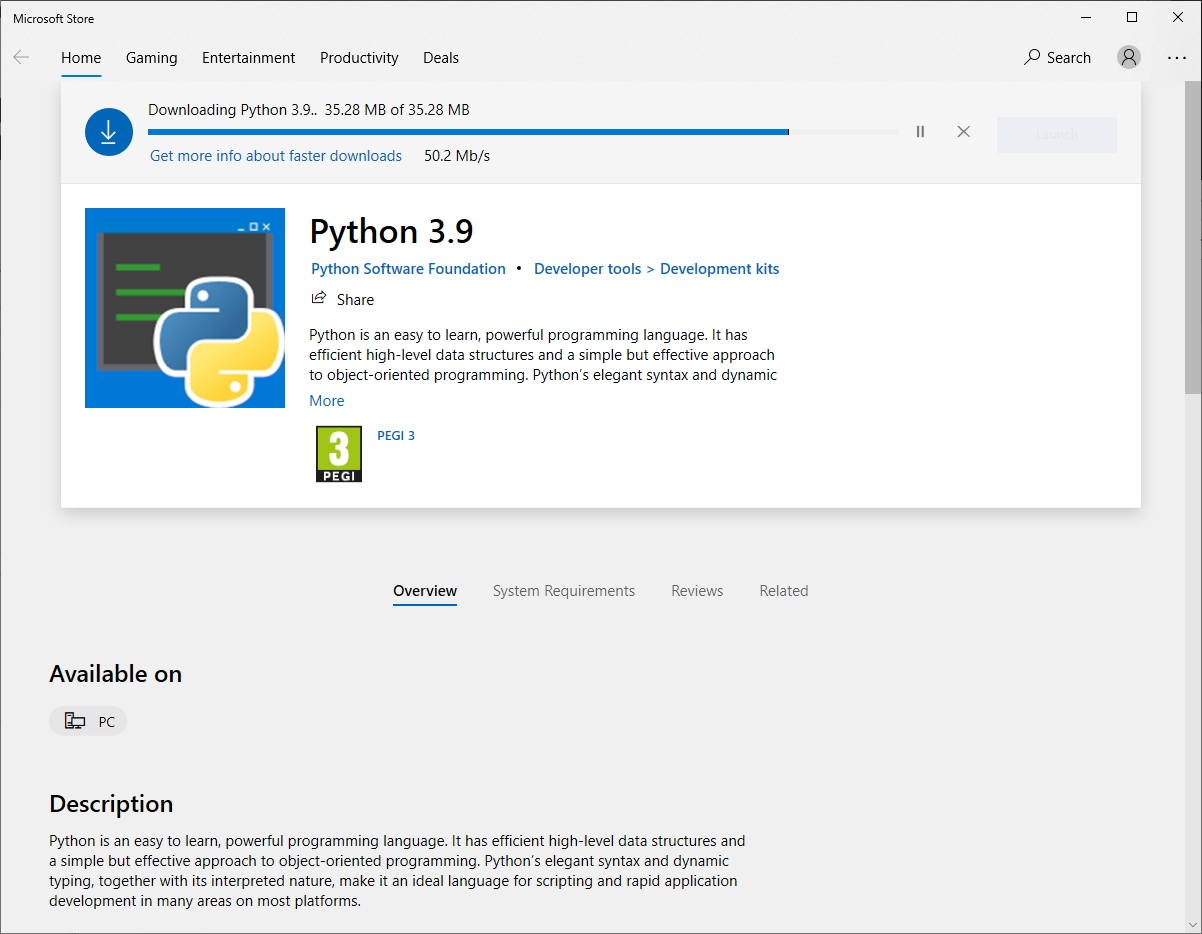 Microsoft Store
Home Gaming Entertainment Productivity Deals Search
Downloading Python 3.9.. 35.28 MB of 35.28 MB
Launch
Get more info about faster downloads 50.2 Mb/s
Python 3.9
Python Software Foundation • Developer tools > Development kits
Share
Python is an easy to learn, powerful programming language. It has
efficient high-level data structures and a simple but effective approach
to object-oriented programming. Python’s elegant syntax and dynamic
More
3
PEGI
PEGI 3
Overview System Requirements Reviews Related
Available on
PC
Description
Python is an easy to learn, powerful programming language. It has efficient high-level data structures and
a simple but effective approach to object-oriented programming. Python’s elegant syntax and dynamic
typing, together with its interpreted nature, make it an ideal language for scripting and rapid application
development in many areas on most platforms.